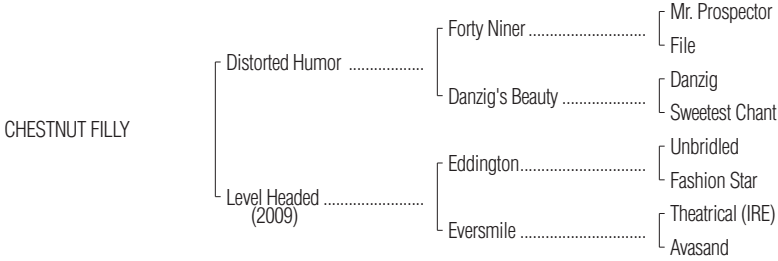 Mr. Prospector
Forty Niner ..............................
File
Distorted Humor ...................
Danzig
Danzig's Beauty .....................
Sweetest Chant
CHESTNUT FILLY
Unbridled
Eddington................................
Fashion Star
Level Headed .........................
(2009)
Theatrical (IRE)
Eversmile ................................
Avasand